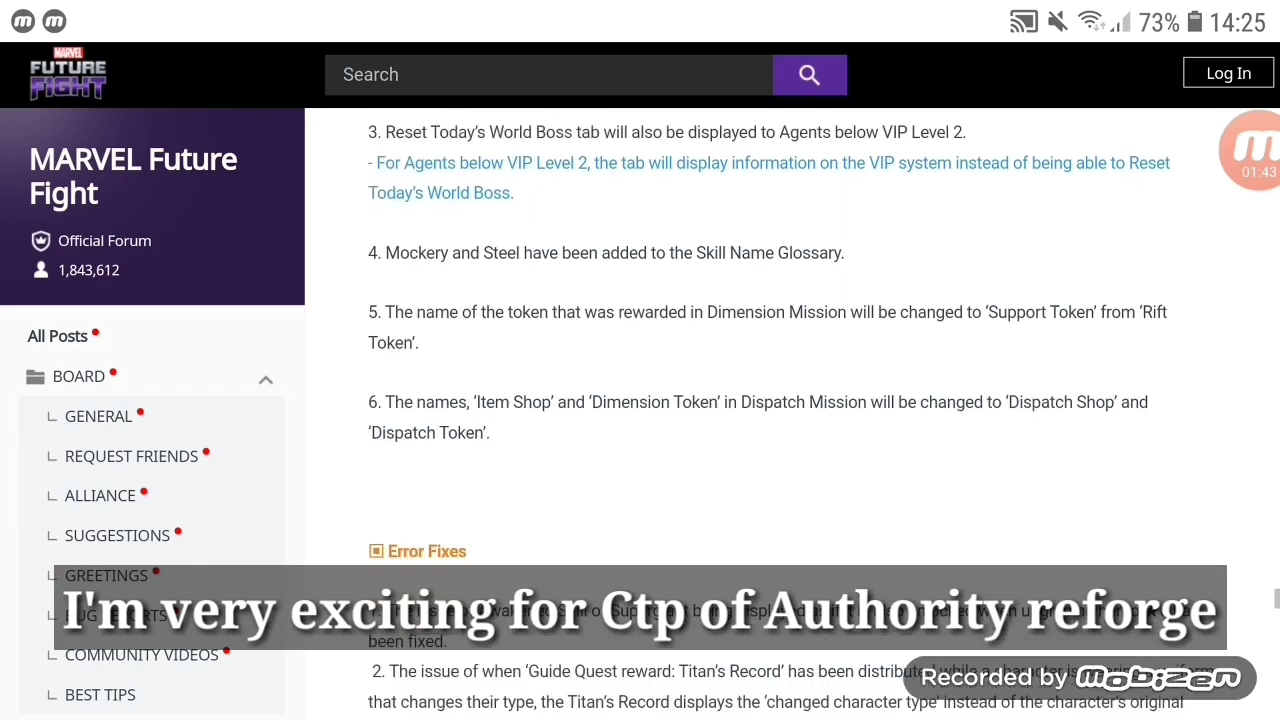 73% 14:25
MARVEL
FUTURE
FIGHT
Search
Log In
01:43
MARVEL Future
Fight
Official Forum
1,843,612
All Posts
BOARD
GENERAL
REQUEST FRIENDS
ALLIANCE
SUGGESTIONS
GREETINGS
COMMUNITY VIDEOS
BEST TIPS
3. Reset Today’s World Boss tab will also be displayed to Agents below VIP Level 2.
- For Agents below VIP Level 2, the tab will display information on the VIP system instead of being able to Reset
Today’s World Boss.
4. Mockery and Steel have been added to the Skill Name Glossary.
5. The name of the token that was rewarded in Dimension Mission will be changed to ‘Support Token’ from ‘Rift
Token’.
6. The names, ‘Item Shop’ and ‘Dimension Token’ in Dispatch Mission will be changed to ‘Dispatch Shop’ and
‘Dispatch Token’.
Error Fixes
I'm very exciting for Ctp of Authority reforge
been fixed.
2. The issue of when ‘Guide Quest reward: Titan’s Record’ has been distributed while a character
that changes their type, the Titan’s Record displays the ‘changed character type’ instead of the character’s original
Recorded by mobizen